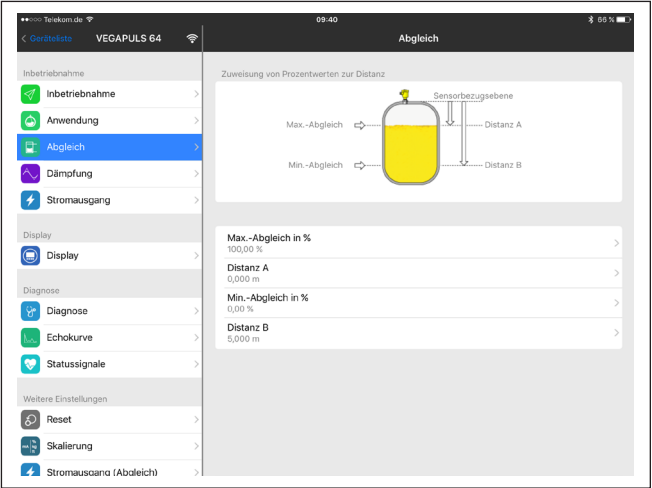 Telekom.de 09:40 66 %
< Geräteliste VEGAPULS 64 Abgleich
Inbetriebnahme
Inbetriebnahme
Anwendung
Abgleich
Dämpfung
Stromausgang
Display
Display
Diagnose
Diagnose
Echokurve
Statussignale
Weitere Einstellungen
Reset
Skalierung
Stromausgang (Abgleich)
Zuweisung von Prozentwerten zur Distanz
Sensorbezugsebene
Max.-Abgleich Distanz A
Min.-Abgleich Distanz B
Max.-Abgleich in %
100,00 %
Distanz A
0,000 m
Min.-Abgleich in %
0,00 %
Distanz B
5,000 m